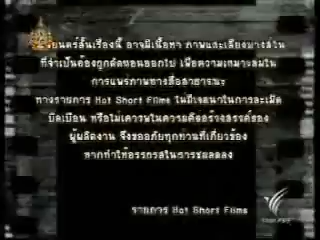 ภาพยนตร์สั้นเรื่องนี้ อาจมีเนื้อหา ภาพและเสียงบางส่วน
ที่จำเป็นต้องถูกตัดทอนออกไป เพื่อความเหมาะสมใน
การแพร่ภาพทางสื่อสาธารณะ
ทางรายการ Hot Short Films ไม่มีเจตนาในการละเมิด
บิดเบือน หรือไม่เคารพในความคิดสร้างสรรค์ของ
ผู้ผลิตงาน จึงขออภัยทุกท่านที่เกี่ยวข้อง
หากทำให้อรรถรสในการชมลดลง
รายการ Hot Short Films